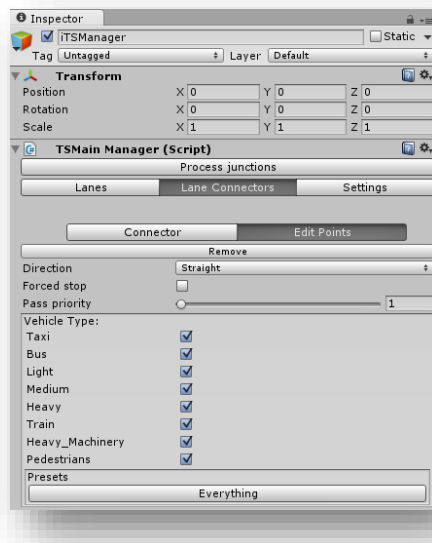 Inspector
iTSManager Static
Tag Untagged Layer Default
Transform
Position X 0 Y 0 Z 0
Rotation X 0 Y 0 Z 0
Scale X 1 Y 1 Z 1
TSMain Manager (Script)
Process junctions
Lanes Lane Connectors Settings
Connector Edit Points
Remove
Direction Straight
Forced stop
Pass priority 1
Vehicle Type:
Taxi
Bus
Light
Medium
Heavy
Train
Heavy_Machinery
Pedestrians
Presets
Everything